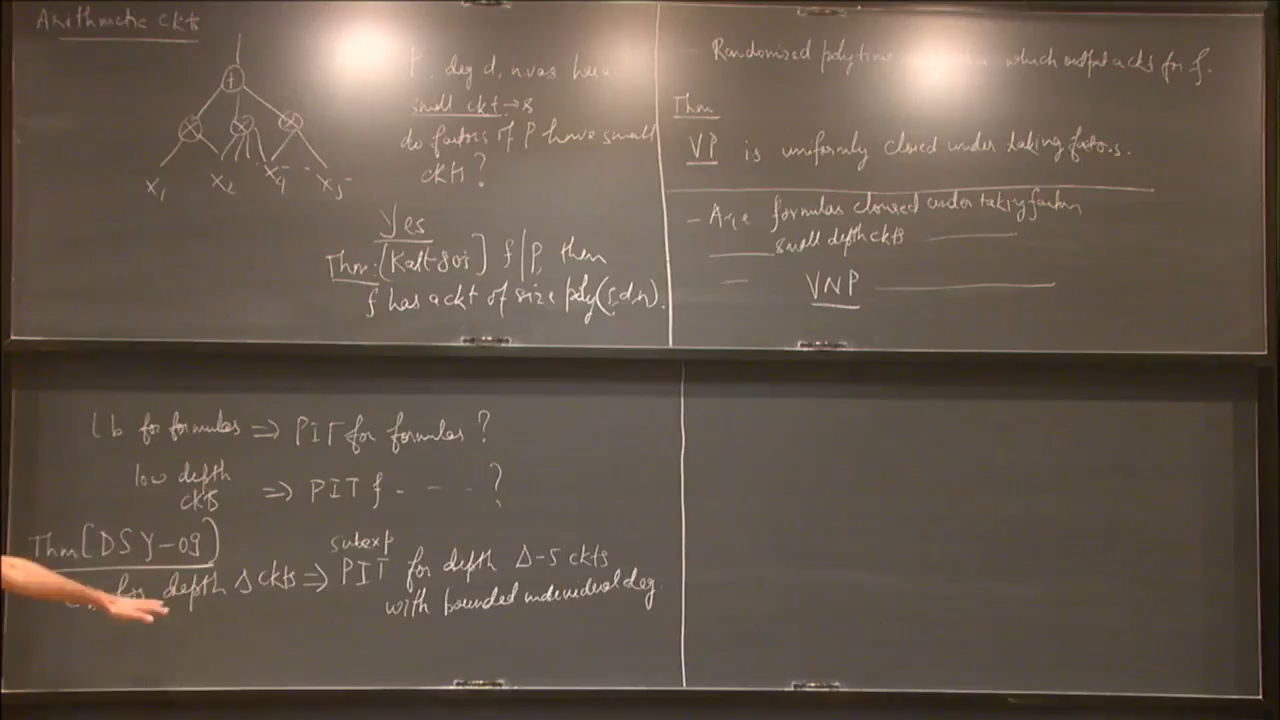 Arithmetic ckts
+
× × ×
x₁ x₂ x₄ x₅
P, deg d, n var have
small ckt → s
do factors of P have small
ckts?
Yes
Thm: [Kalt-80s] f | P, then
f has a ckt of size poly(s,d,n).
- Randomised polytime which output a ckts for f.
Thm
VP is uniformly closed under taking factors.
- Are formulas closed under taking factors
small depth ckts
VNP
lb for formulas ⇒ PIT for formulas ?
low depth
ckts ⇒ PIT f - - - ?
Thm [DSY-09]
for depth Δ ckts ⇒ subexp PIT for depth Δ-5 ckts
with bounded individual deg.